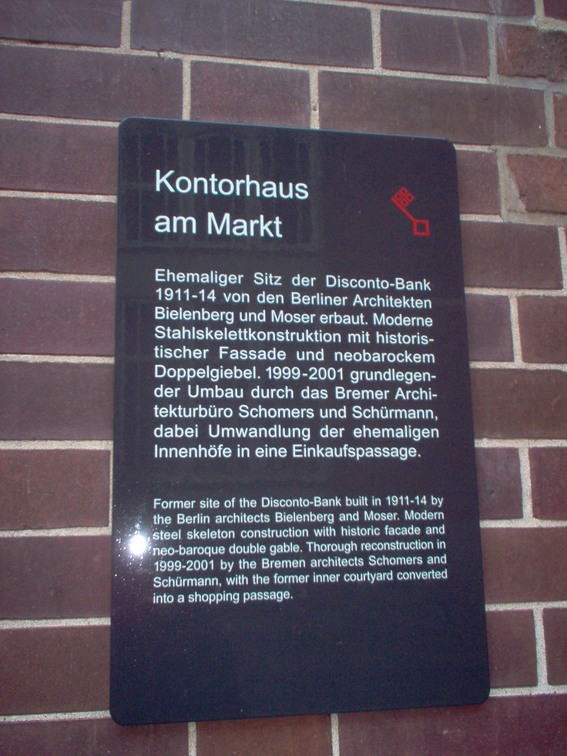 Kontorhaus
am Markt
Ehemaliger Sitz der Disconto-Bank
1911-14 von den Berliner Architekten
Bielenberg und Moser erbaut. Moderne
Stahlskelettkonstruktion mit historis-
tischer Fassade und neobarockem
Doppelgiebel. 1999-2001 grundlegen-
der Umbau durch das Bremer Archi-
tekturbüro Schomers und Schürmann,
dabei Umwandlung der ehemaligen
Innenhöfe in eine Einkaufspassage.
Former site of the Disconto-Bank built in 1911-14 by
the Berlin architects Bielenberg and Moser. Modern
steel skeleton construction with historic facade and
neo-baroque double gable. Thorough reconstruction in
1999-2001 by the Bremen architects Schomers and
Schürmann, with the former inner courtyard converted
into a shopping passage.